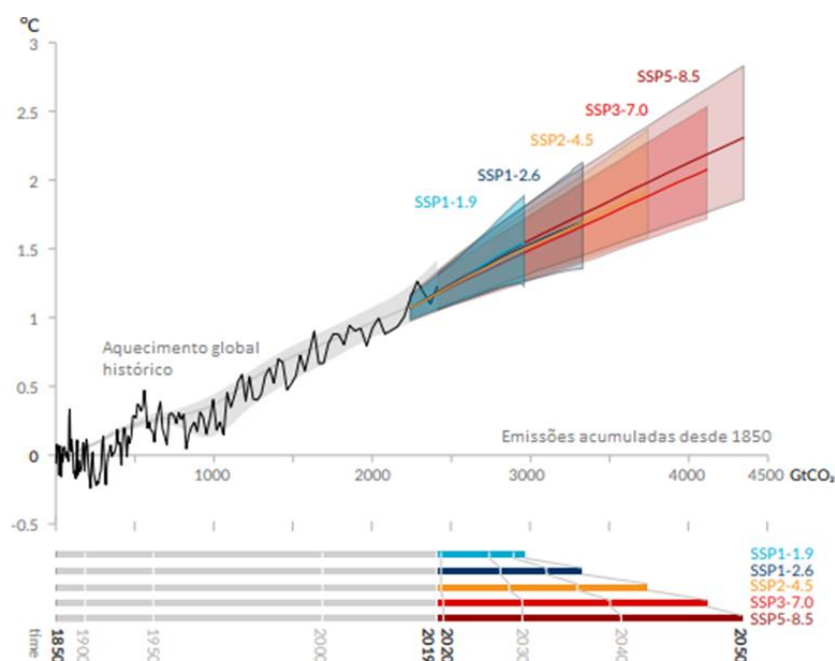 °C
3
2.5
2
1.5
1
0.5
0
-0.5
SSP5-8.5
SSP3-7.0
SSP2-4.5
SSP1-2.6
SSP1-1.9
Aquecimento global
histórico
Emissões acumuladas desde 1850
1000 2000 3000 4000 4500 GtCO₂
SSP1-1.9
SSP1-2.6
SSP2-4.5
SSP3-7.0
SSP5-8.5
time 1850 1900 1950 2000 2019 2020 2030 2040 2050